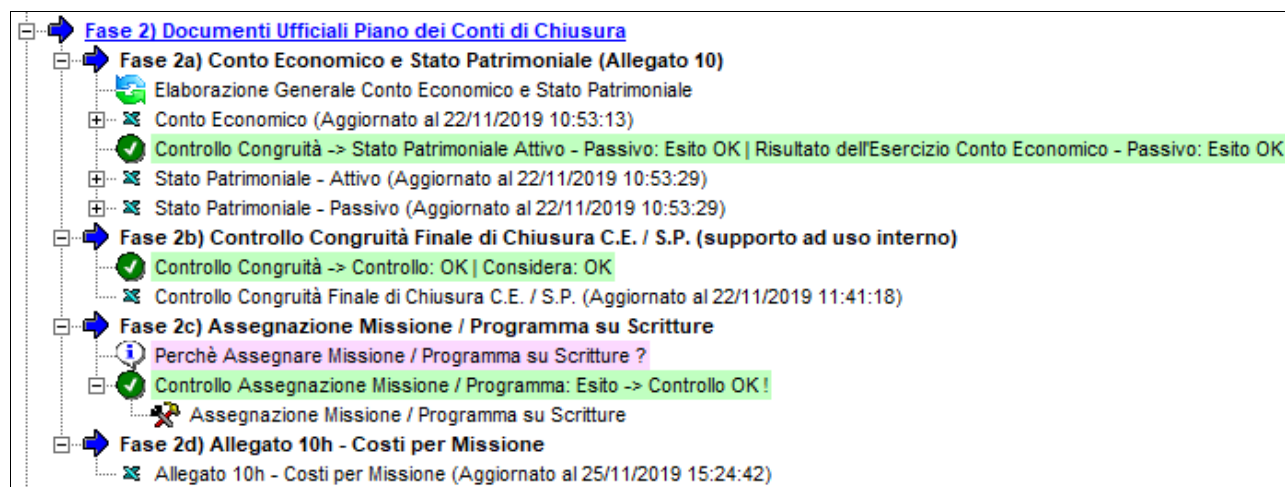 Fase 2) Documenti Ufficiali Piano dei Conti di Chiusura
Fase 2a) Conto Economico e Stato Patrimoniale (Allegato 10)
Elaborazione Generale Conto Economico e Stato Patrimoniale
Conto Economico (Aggiornato al 22/11/2019 10:53:13)
Controllo Congruità -> Stato Patrimoniale Attivo - Passivo: Esito OK | Risultato dell'Esercizio Conto Economico - Passivo: Esito OK
Stato Patrimoniale - Attivo (Aggiornato al 22/11/2019 10:53:29)
Stato Patrimoniale - Passivo (Aggiornato al 22/11/2019 10:53:29)
Fase 2b) Controllo Congruità Finale di Chiusura C.E. / S.P. (supporto ad uso interno)
Controllo Congruità -> Controllo: OK | Considera: OK
Controllo Congruità Finale di Chiusura C.E. / S.P. (Aggiornato al 22/11/2019 11:41:18)
Fase 2c) Assegnazione Missione / Programma su Scritture
Perchè Assegnare Missione / Programma su Scritture ?
Controllo Assegnazione Missione / Programma: Esito -> Controllo OK !
Assegnazione Missione / Programma su Scritture
Fase 2d) Allegato 10h - Costi per Missione
Allegato 10h - Costi per Missione (Aggiornato al 25/11/2019 15:24:42)